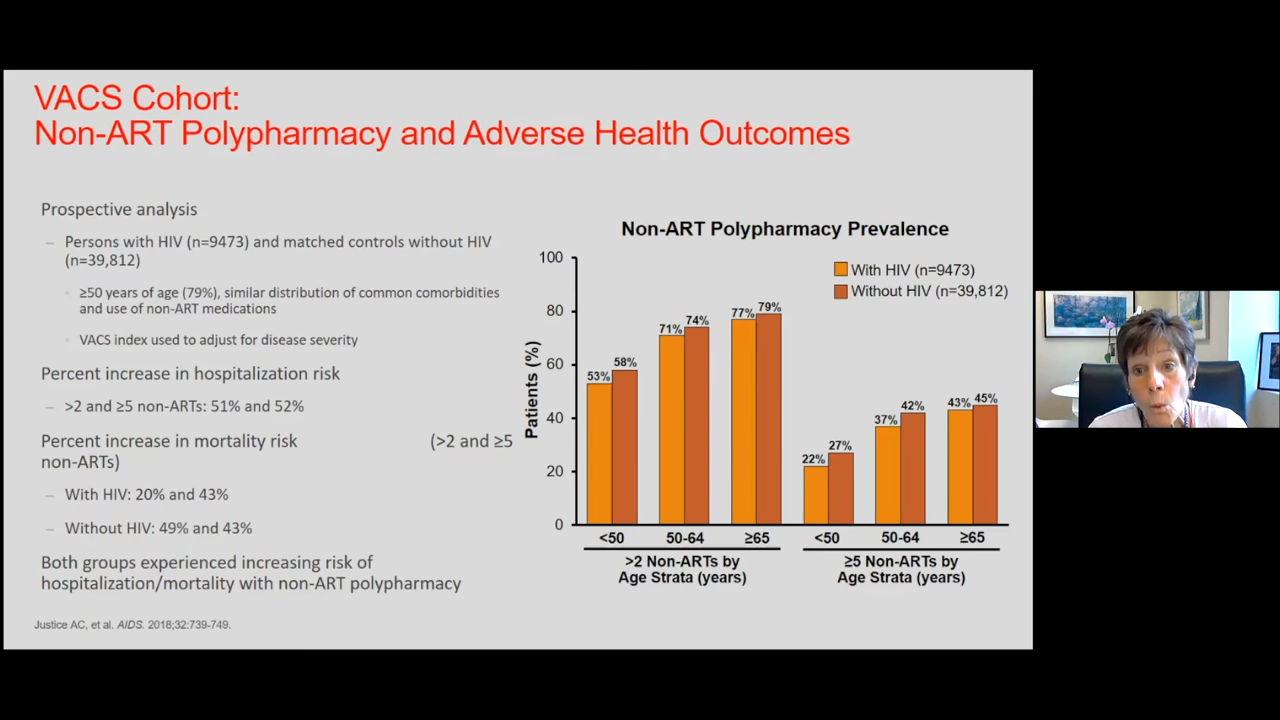 VACS Cohort:
Non-ART Polypharmacy and Adverse Health Outcomes
Prospective analysis
– Persons with HIV (n=9473) and matched controls without HIV
(n=39,812)
◦ ≥50 years of age (79%), similar distribution of common comorbidities
and use of non-ART medications
◦ VACS index used to adjust for disease severity
Percent increase in hospitalization risk
– >2 and ≥5 non-ARTs: 51% and 52%
Percent increase in mortality risk (>2 and ≥5
non-ARTs)
– With HIV: 20% and 43%
– Without HIV: 49% and 43%
Both groups experienced increasing risk of
hospitalization/mortality with non-ART polypharmacy
Justice AC, et al. AIDS. 2018;32:739-749.
Non-ART Polypharmacy Prevalence
With HIV (n=9473)
Without HIV (n=39,812)
Patients (%)
100
80
60
40
20
0
53% 58% 71% 74% 77% 79% 22% 27% 37% 42% 43% 45%
<50 50-64 ≥65 <50 50-64 ≥65
>2 Non-ARTs by
Age Strata (years)
≥5 Non-ARTs by
Age Strata (years)